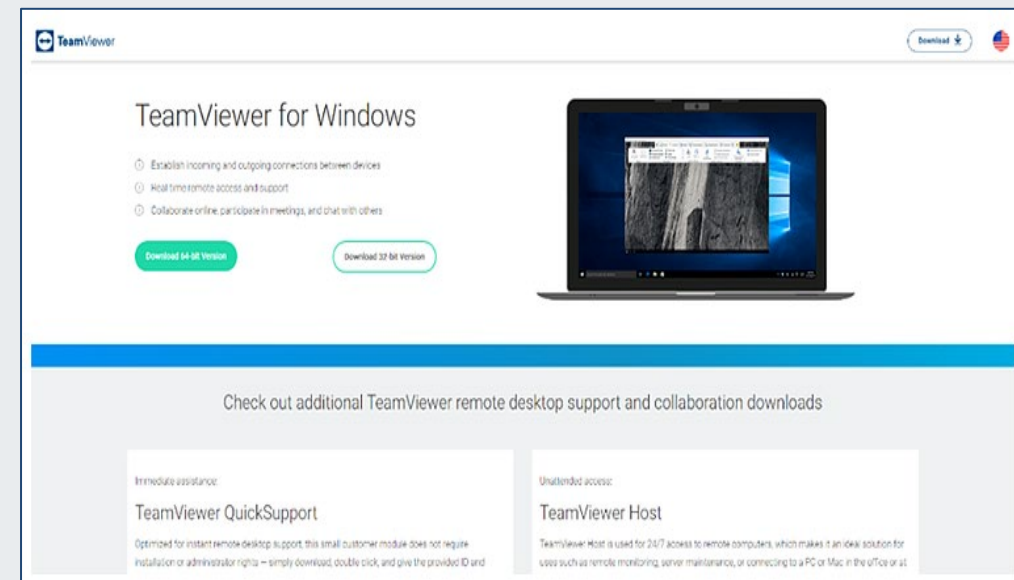 TeamViewer
Download
TeamViewer for Windows
Establish incoming and outgoing connections between devices
Real time remote access and support
Collaborate online, participate in meetings, and chat with others
Download 64-bit Version
Download 32-bit Version
Check out additional TeamViewer remote desktop support and collaboration downloads
Immediate assistance:
TeamViewer QuickSupport
Optimized for instant remote desktop support, this small customer module does not require
installation or administrator rights — simply download, double click, and give the provided ID and
Unattended access:
TeamViewer Host
TeamViewer Host is used for 24/7 access to remote computers, which makes it an ideal solution for
uses such as remote monitoring, server maintenance, or connecting to a PC or Mac in the office or at